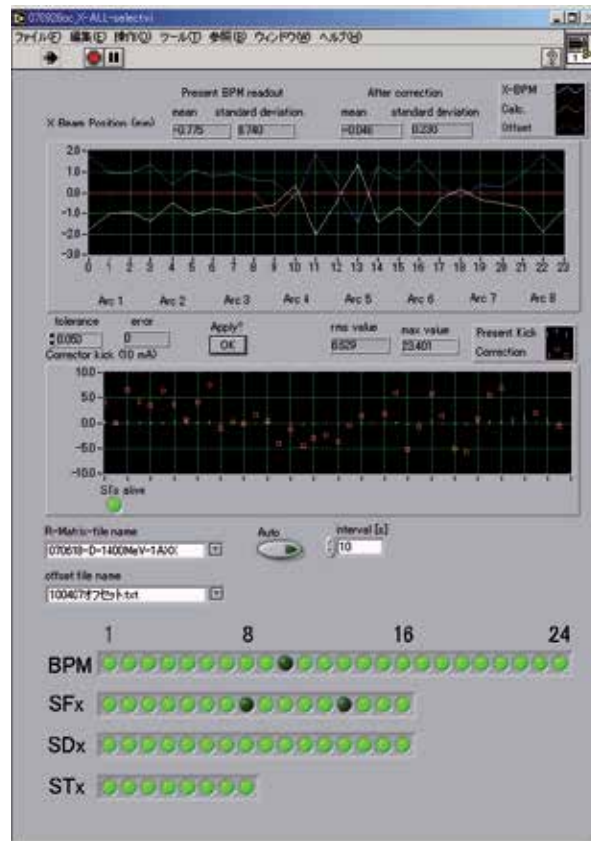 070926oc_X-ALL-select.vi
ファイル(F) 編集(E) 操作(O) ツール(T) 参照(B) ウィンドウ(W) ヘルプ(H)
Present BPM readout After correction X-BPM
mean standard deviation mean standard deviation Calc.
X Beam Position (mm) -0.775 0.740 -0.046 0.230 Offset
2.0
1.0
0.0
-1.0
-2.0
-3.0
0 1 2 3 4 5 6 7 8 9 10 11 12 13 14 15 16 17 18 19 20 21 22 23
Arc 1 Arc 2 Arc 3 Arc 4 Arc 5 Arc 6 Arc 7 Arc 8
tolerance error Apply? rms value max value Present Kick
0.050 0 OK 8.529 23.401 Correction
Corrector kick (10 mA)
10.0
5.0
0.0
-5.0
-10.0
STs alive
R-Matrix-file name Auto interval [s]
070618-D-1400MeV-1A 10
offset file name
100407オフセット.txt
1 8 16 24
BPM
SFx
SDx
STx